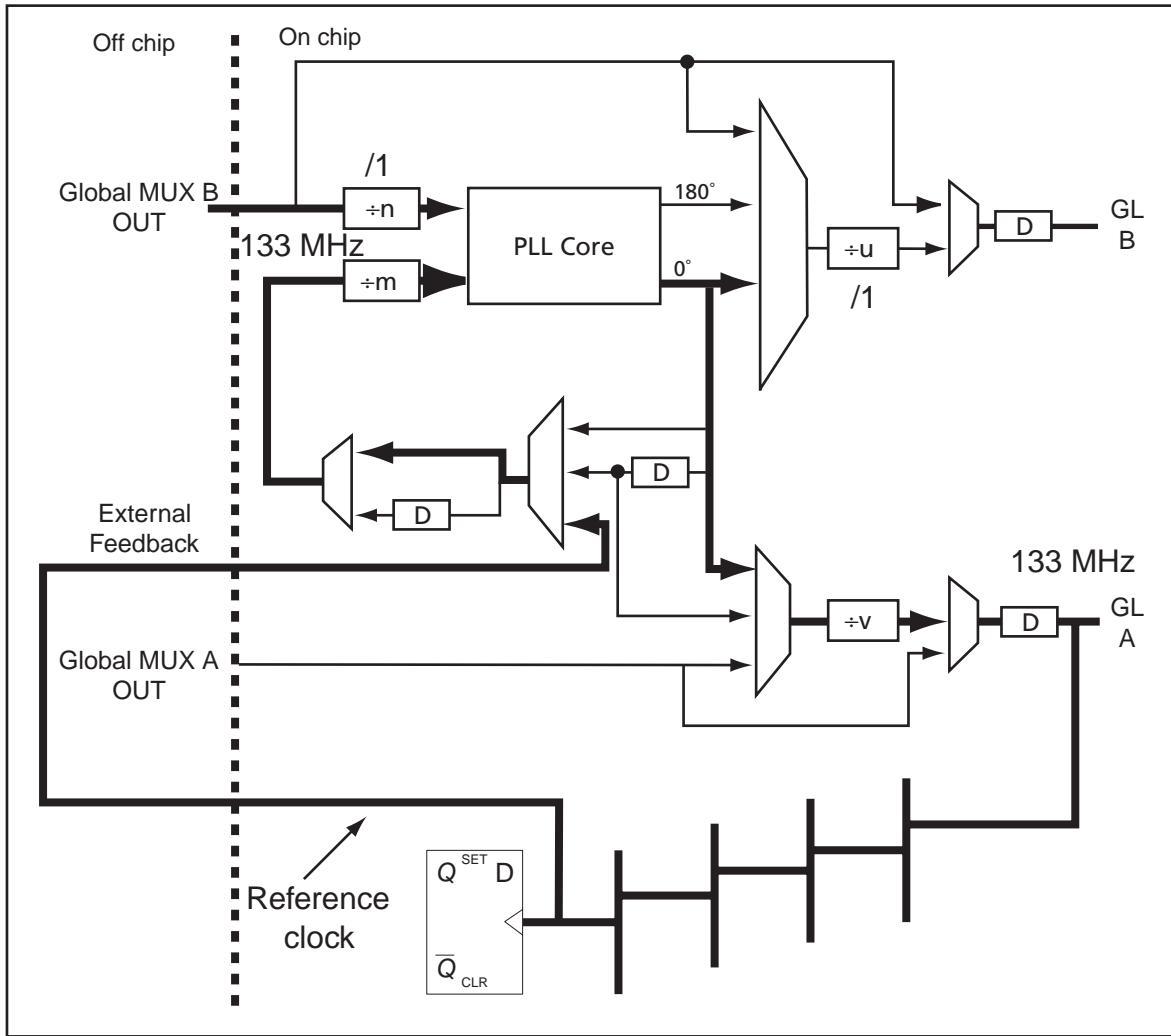 Off chip
On chip
Global MUX B
OUT
/1
÷n
133 MHz
÷m
PLL Core
180°
0°
÷u
/1
D
GL
B
D
D
External
Feedback
Global MUX A
OUT
÷v
D
133 MHz
GL
A
Reference
clock
Q SET D
Q̅ CLR